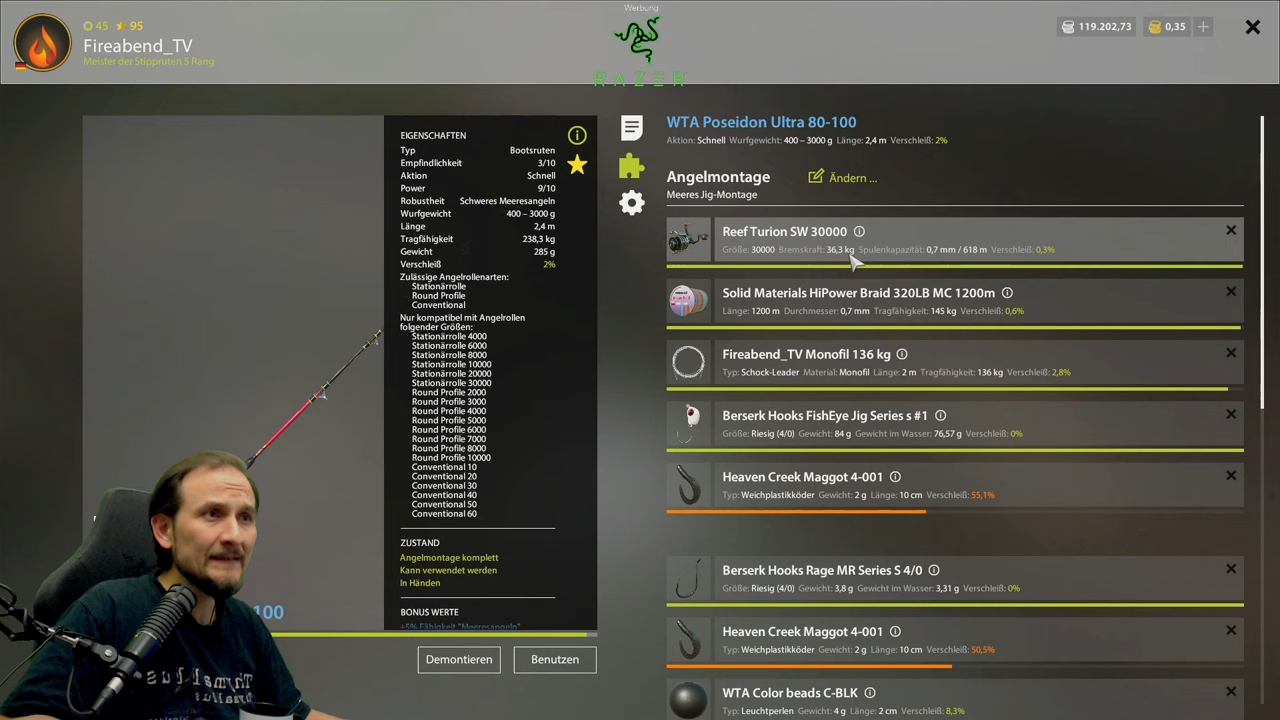 Werbung
RAZER
45 95
Fireabend_TV
Meister der Stippruten 5 Rang
119.202,73
0,35
EIGENSCHAFTEN
Typ Bootsruten
Empfindlichkeit 3/10
Aktion Schnell
Power 9/10
Robustheit Schweres Meeresangeln
Wurfgewicht 400 – 3000 g
Länge 2,4 m
Tragfähigkeit 238,3 kg
Gewicht 285 g
Verschleiß 2%
Zulässige Angelrollenarten:
Stationärrolle
Round Profile
Conventional
Nur kompatibel mit Angelrollen
folgender Größen:
Stationärrolle 4000
Stationärrolle 6000
Stationärrolle 8000
Stationärrolle 10000
Stationärrolle 20000
Stationärrolle 30000
Round Profile 2000
Round Profile 3000
Round Profile 4000
Round Profile 5000
Round Profile 6000
Round Profile 7000
Round Profile 8000
Round Profile 10000
Conventional 10
Conventional 20
Conventional 30
Conventional 40
Conventional 50
Conventional 60
ZUSTAND
Angelmontage komplett
Kann verwendet werden
In Händen
BONUS WERTE
+5% Fähigkeit "Meeresangeln"
100
Demontieren
Benutzen
WTA Poseidon Ultra 80-100
Aktion: Schnell Wurfgewicht: 400 – 3000 g Länge: 2,4 m Verschleiß: 2%
Angelmontage Ändern ...
Meeres Jig-Montage
Reef Turion SW 30000
Größe: 30000 Bremskraft: 36,3 kg Spulenkapazität: 0,7 mm / 618 m Verschleiß: 0,3%
Solid Materials HiPower Braid 320LB MC 1200m
Länge: 1200 m Durchmesser: 0,7 mm Tragfähigkeit: 145 kg Verschleiß: 0,6%
Fireabend_TV Monofil 136 kg
Typ: Schock-Leader Material: Monofil Länge: 2 m Tragfähigkeit: 136 kg Verschleiß: 2,8%
Berserk Hooks FishEye Jig Series s #1
Größe: Riesig (4/0) Gewicht: 84 g Gewicht im Wasser: 76,57 g Verschleiß: 0%
Heaven Creek Maggot 4-001
Typ: Weichplastikköder Gewicht: 2 g Länge: 10 cm Verschleiß: 55,1%
Berserk Hooks Rage MR Series S 4/0
Größe: Riesig (4/0) Gewicht: 3,8 g Gewicht im Wasser: 3,31 g Verschleiß: 0%
Heaven Creek Maggot 4-001
Typ: Weichplastikköder Gewicht: 2 g Länge: 10 cm Verschleiß: 50,5%
WTA Color beads C-BLK
Typ: Leuchtperlen Gewicht: 4 g Länge: 2 cm Verschleiß: 8,3%